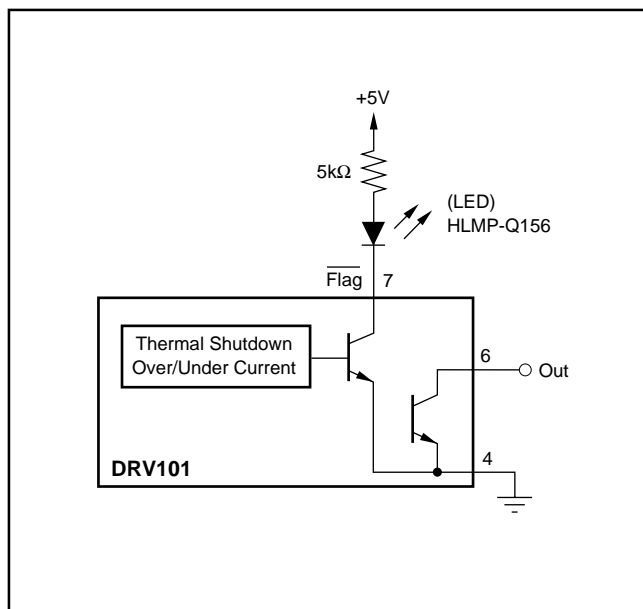 +5V
5kΩ
(LED)
HLMP-Q156
Flag
7
Thermal Shutdown
Over/Under Current
6
Out
4
DRV101